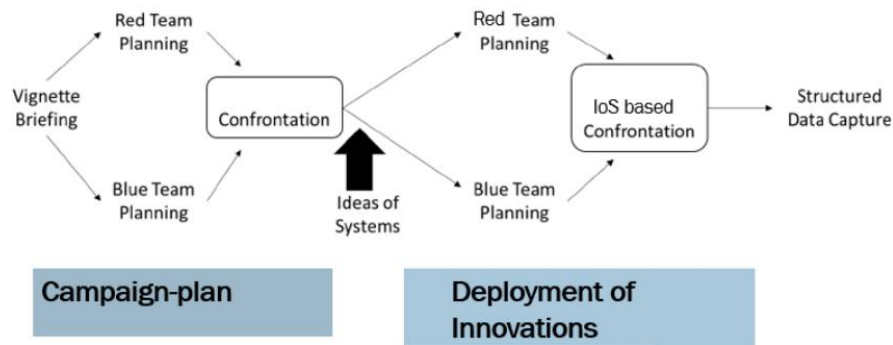 Red Team
Planning
Vignette
Briefing
Confrontation
Blue Team
Planning
Ideas of
Systems
Red Team
Planning
IoS based
Confrontation
Blue Team
Planning
Structured
Data Capture
Campaign-plan
Deployment of
Innovations